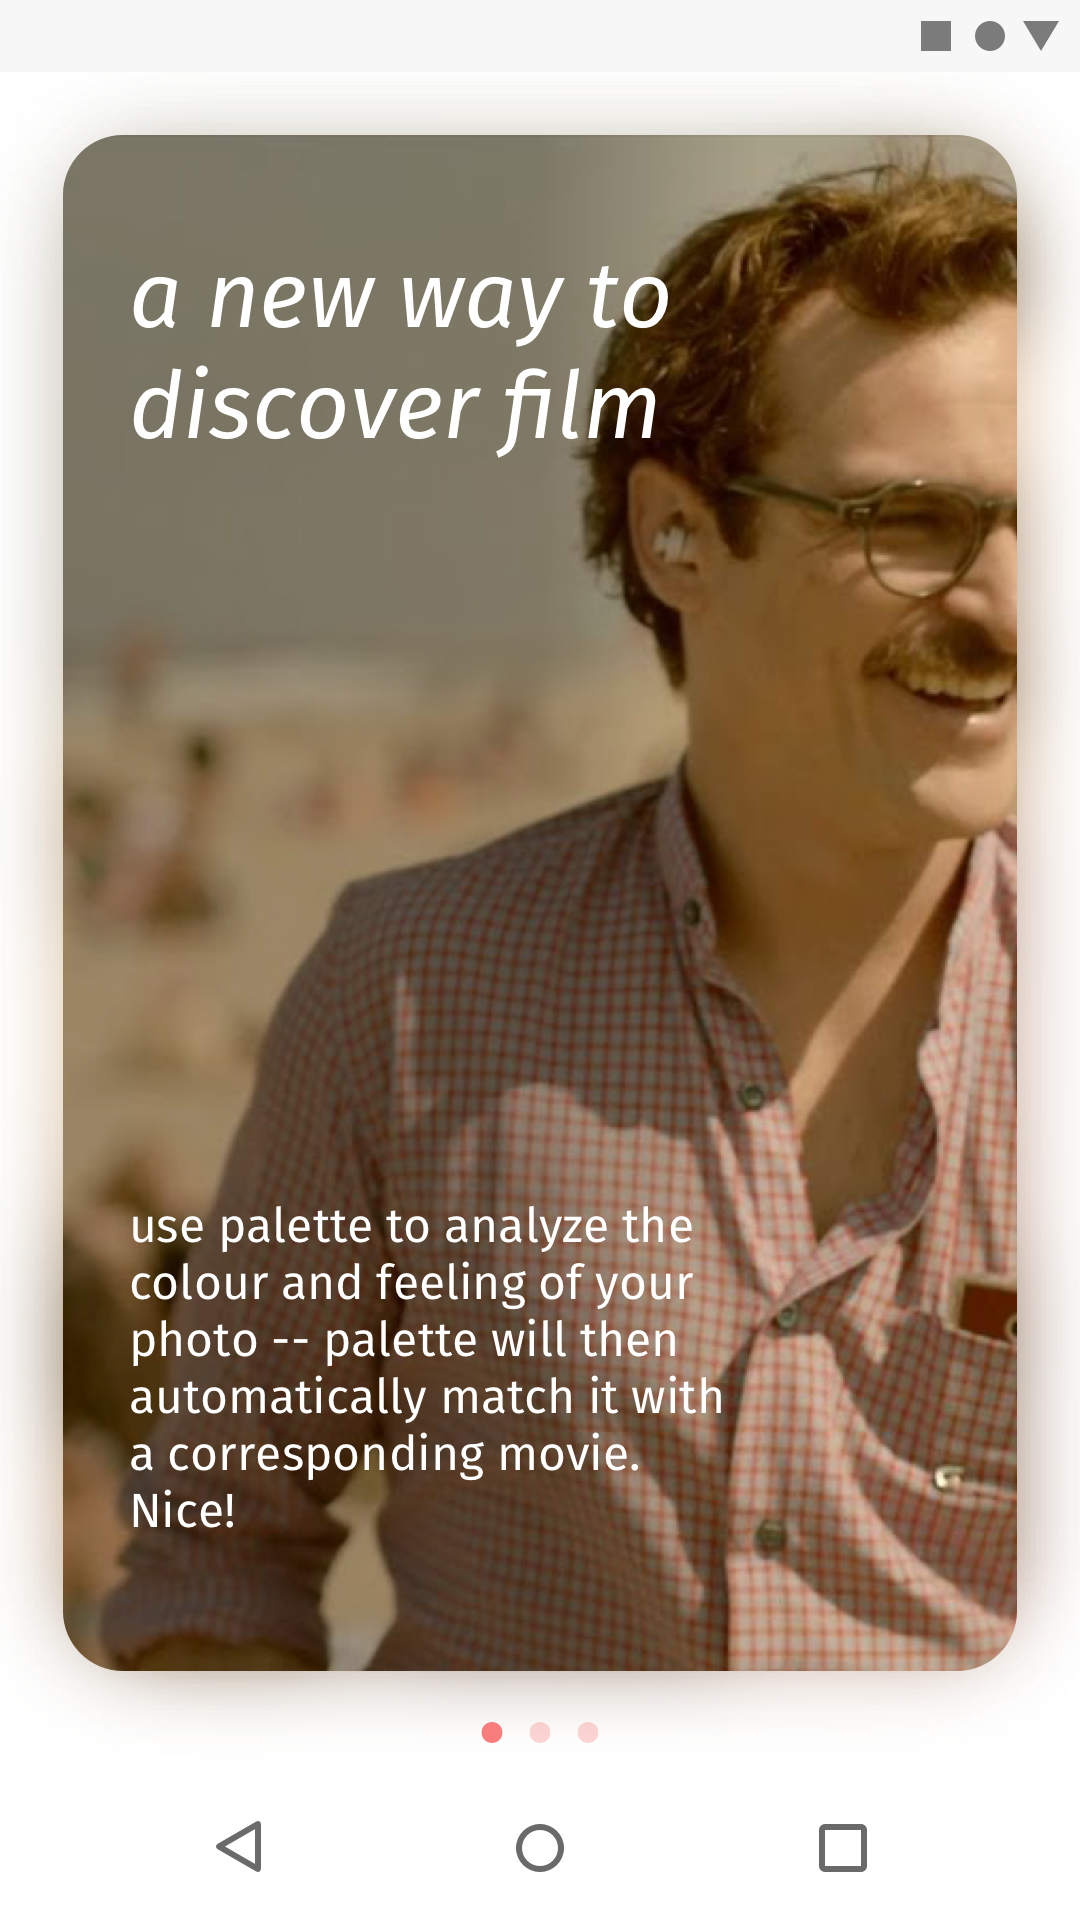 a new way to
discover film
use palette to analyze the
colour and feeling of your
photo -- palette will then
automatically match it with
a corresponding movie.
Nice!